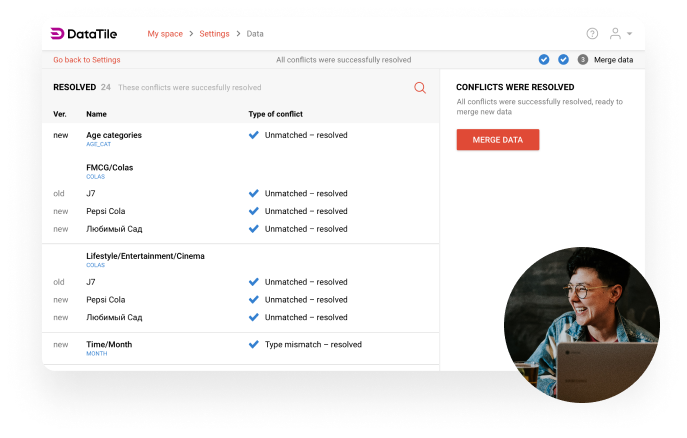 DataTile
My space > Settings > Data
Go back to Settings
All conflicts were successfully resolved
3 Merge data
RESOLVED 24 These conflicts were succesfully resolved
Ver. Name Type of conflict
new Age categories Unmatched – resolved
AGE_CAT
FMCG/Colas
COLAS
old J7 Unmatched – resolved
new Pepsi Cola Unmatched – resolved
new Любимый Сад Unmatched – resolved
Lifestyle/Entertainment/Cinema
COLAS
old J7 Unmatched – resolved
new Pepsi Cola Unmatched – resolved
new Любимый Сад Unmatched – resolved
new Time/Month Type mismatch – resolved
MONTH
CONFLICTS WERE RESOLVED
All conflicts were successfully resolved, ready to
merge new data
MERGE DATA